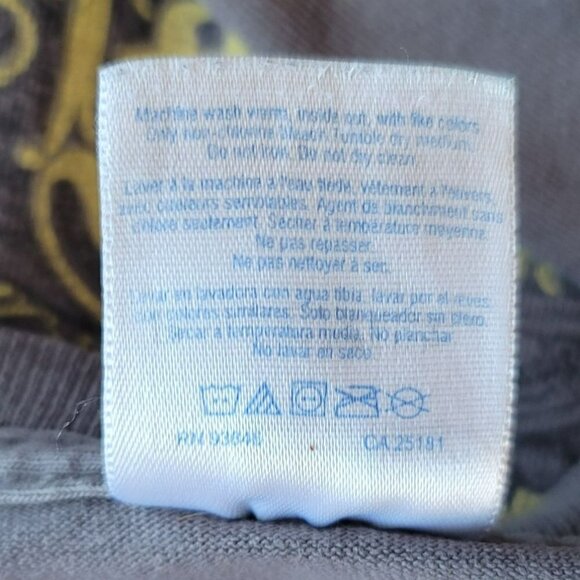 Machine wash warm, inside out, with like colors.
Only non-chlorine bleach. Tumble dry medium.
Do not iron. Do not dry clean.
Laver à la machine à l'eau tiède, vêtement à l'envers,
avec couleurs semblables. Agent de blanchiment sans
chlore seulement. Sécher à température moyenne.
Ne pas repasser.
Ne pas nettoyer à sec.
Lavar en lavadora con agua tibia, lavar por el reves.
Con colores similares. Solo blanqueador sin
Secar a temperatura media. No planchar
No lavar en seco.
RN 93646 CA 25181